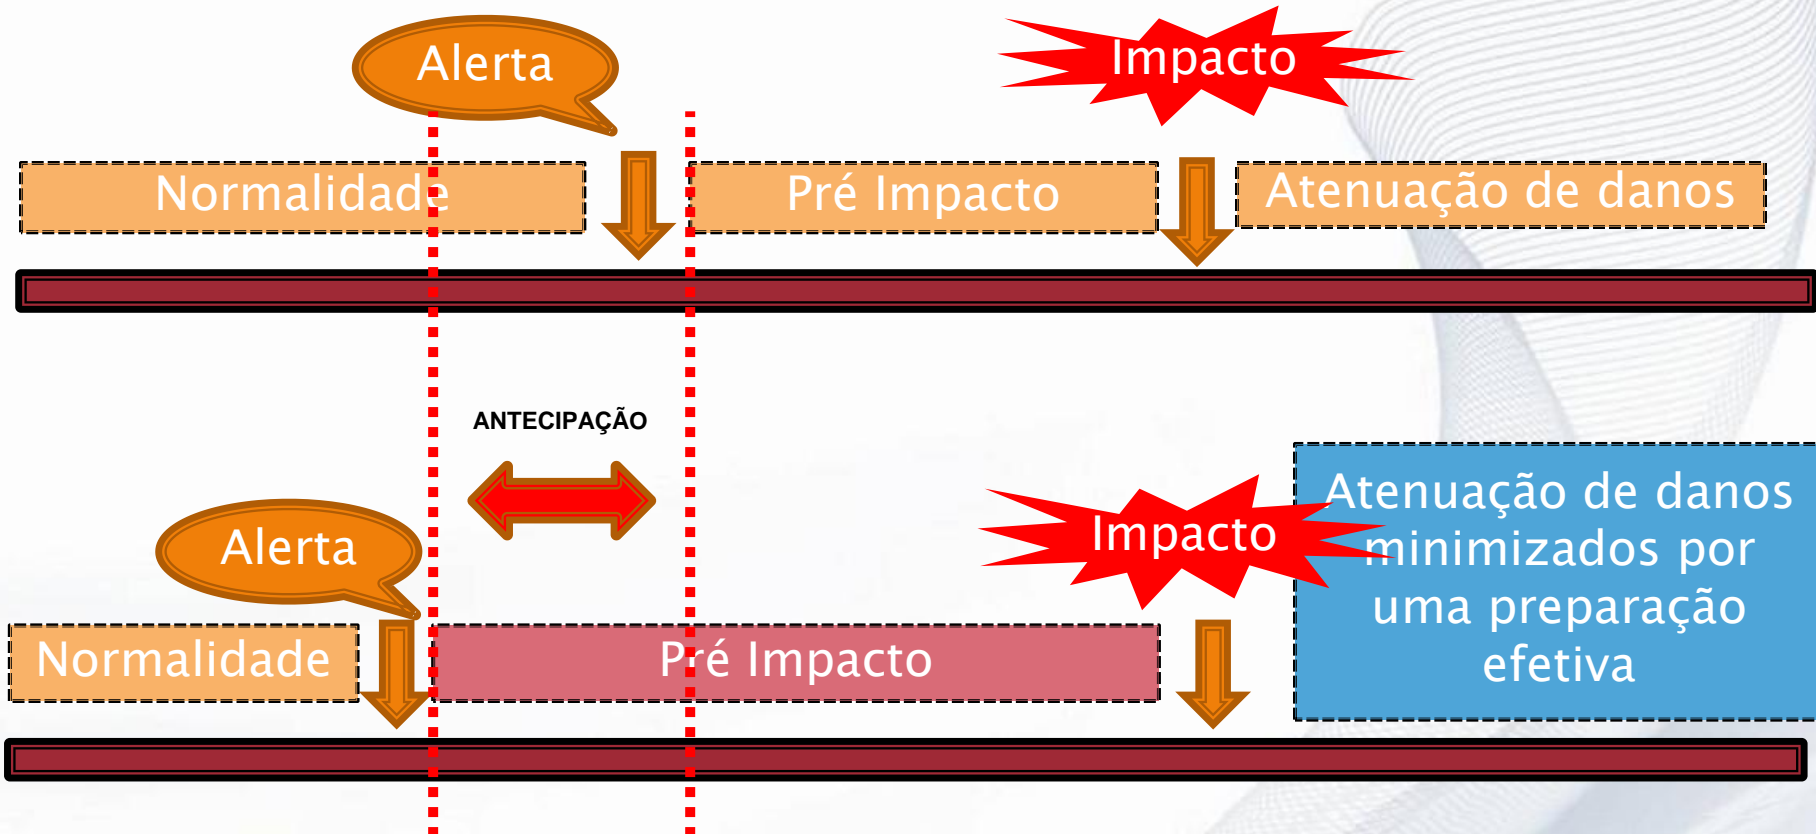 Alerta
Impacto
Normalidade
Pré Impacto
Atenuação de danos
ANTECIPAÇÃO
Alerta
Impacto
Normalidade
Pré Impacto
Atenuação de danos
minimizados por
uma preparação
efetiva